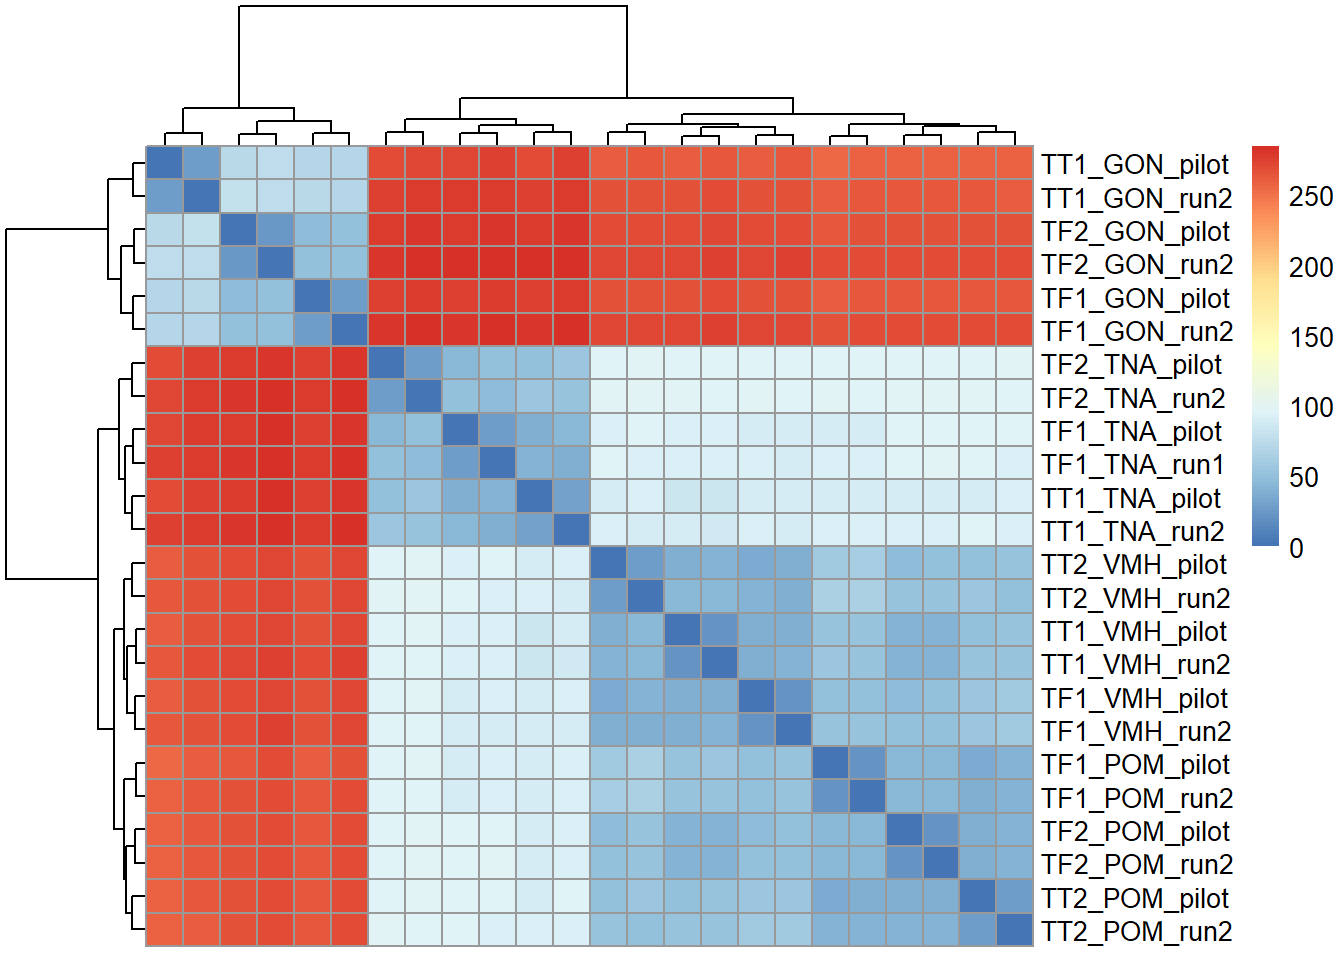 TT1_GON_pilot
TT1_GON_run2
TF2_GON_pilot
TF2_GON_run2
TF1_GON_pilot
TF1_GON_run2
TF2_TNA_pilot
TF2_TNA_run2
TF1_TNA_pilot
TF1_TNA_run1
TT1_TNA_pilot
TT1_TNA_run2
TT2_VMH_pilot
TT2_VMH_run2
TT1_VMH_pilot
TT1_VMH_run2
TF1_VMH_pilot
TF1_VMH_run2
TF1_POM_pilot
TF1_POM_run2
TF2_POM_pilot
TF2_POM_run2
TT2_POM_pilot
TT2_POM_run2
250
200
150
100
50
0